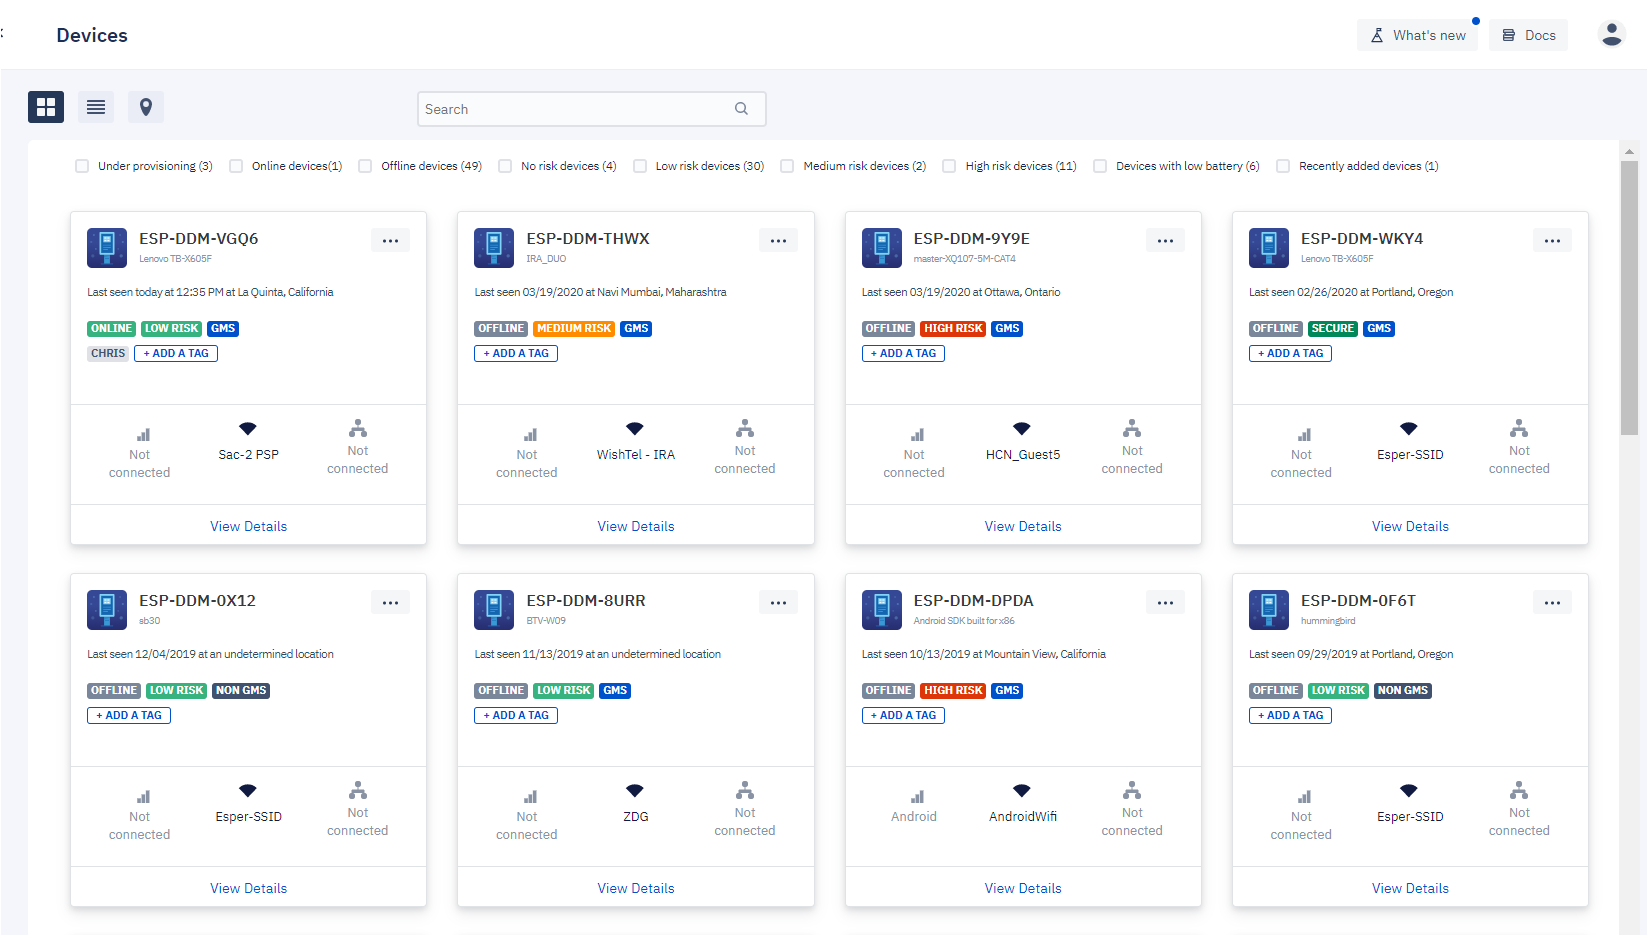 Devices
What's new
Docs
Search
Under provisioning (3) Online devices(1) Offline devices (49) No risk devices (4) Low risk devices (30) Medium risk devices (2) High risk devices (11) Devices with low battery (6) Recently added devices (1)
ESP-DDM-VGQ6
Lenovo TB-X605F
Last seen today at 12:35 PM at La Quinta, California
ONLINE LOW RISK GMS
CHRIS + ADD A TAG
Not connected
Sac-2 PSP
Not connected
View Details
ESP-DDM-THWX
IRA_DUO
Last seen 03/19/2020 at Navi Mumbai, Maharashtra
OFFLINE MEDIUM RISK GMS
+ ADD A TAG
Not connected
WishTel - IRA
Not connected
View Details
ESP-DDM-9Y9E
master-XQ107-5M-CAT4
Last seen 03/19/2020 at Ottawa, Ontario
OFFLINE HIGH RISK GMS
+ ADD A TAG
Not connected
HCN_Guest5
Not connected
View Details
ESP-DDM-WKY4
Lenovo TB-X605F
Last seen 02/26/2020 at Portland, Oregon
OFFLINE SECURE GMS
+ ADD A TAG
Not connected
Esper-SSID
Not connected
View Details
ESP-DDM-0X12
sb30
Last seen 12/04/2019 at an undetermined location
OFFLINE LOW RISK NON GMS
+ ADD A TAG
Not connected
Esper-SSID
Not connected
View Details
ESP-DDM-8URR
BTV-W09
Last seen 11/13/2019 at an undetermined location
OFFLINE LOW RISK GMS
+ ADD A TAG
Not connected
ZDG
Not connected
View Details
ESP-DDM-DPDA
Android SDK built for x86
Last seen 10/13/2019 at Mountain View, California
OFFLINE HIGH RISK GMS
+ ADD A TAG
Android
AndroidWifi
Not connected
View Details
ESP-DDM-0F6T
hummingbird
Last seen 09/29/2019 at Portland, Oregon
OFFLINE LOW RISK NON GMS
+ ADD A TAG
Not connected
Esper-SSID
Not connected
View Details